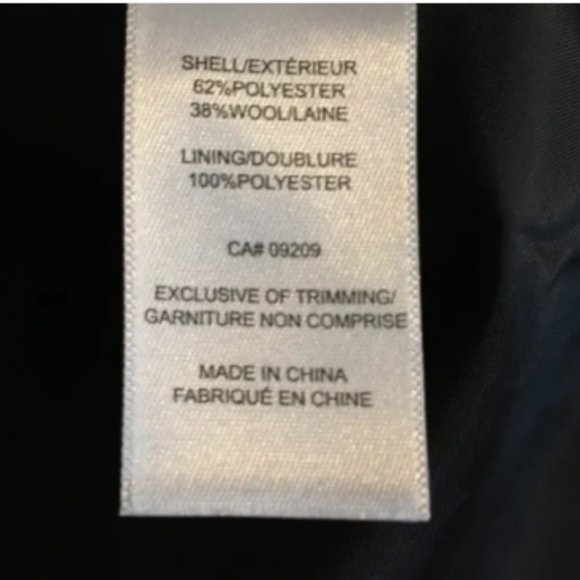 SHELL/EXTÉRIEUR
62%POLYESTER
38%WOOL/LAINE
LINING/DOUBLURE
100%POLYESTER
CA# 09209
EXCLUSIVE OF TRIMMING/
GARNITURE NON COMPRISE
MADE IN CHINA
FABRIQUÉ EN CHINE